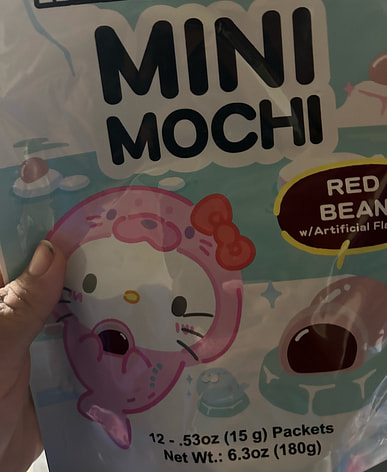 MINI
MOCHI
RED
BEAN
w/Artificial
12 - .53oz (15 g) Packets
Net Wt.: 6.3oz (180g)